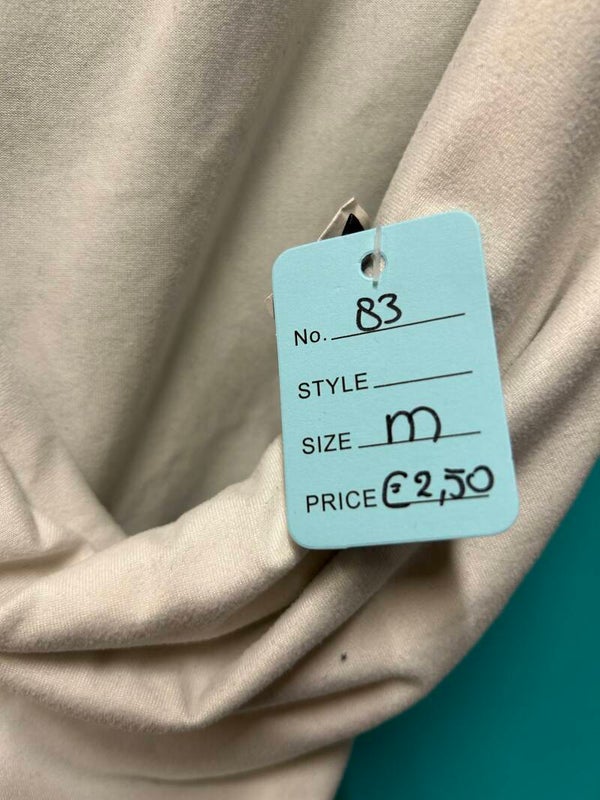 No. 83
STYLE
SIZE m
PRICE €2,50